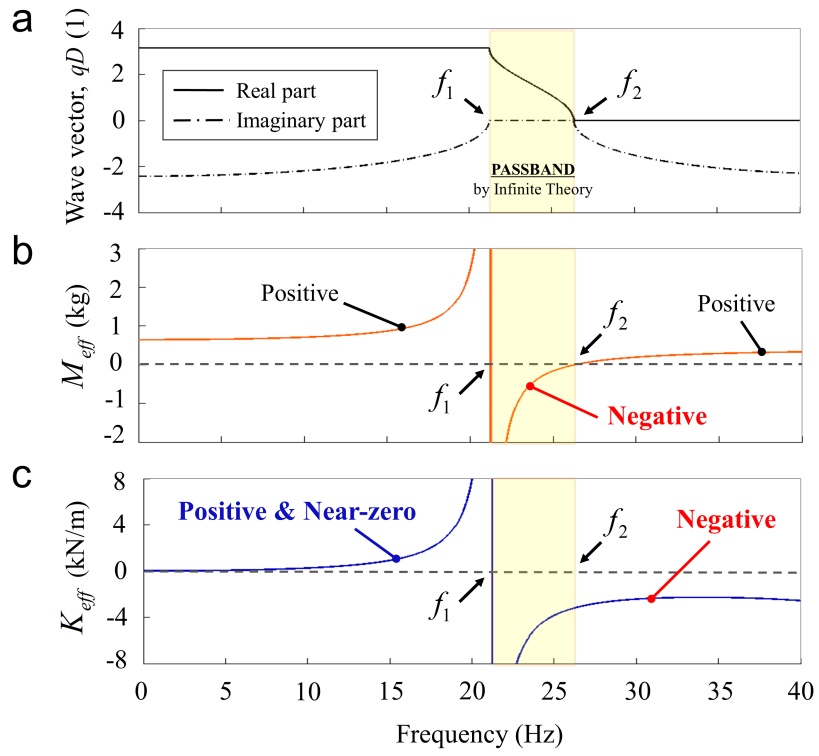 a
Wave vector, qD (1)
4
2
0
-2
-4
Real part
Imaginary part
f1
f2
PASSBAND
by Infinite Theory
b
Meff (kg)
3
2
1
0
-1
-2
Positive
f1
f2
Negative
Positive
c
Keff (kN/m)
8
4
0
-4
-8
Positive & Near-zero
f1
f2
Negative
0
5
10
15
20
25
30
35
40
Frequency (Hz)